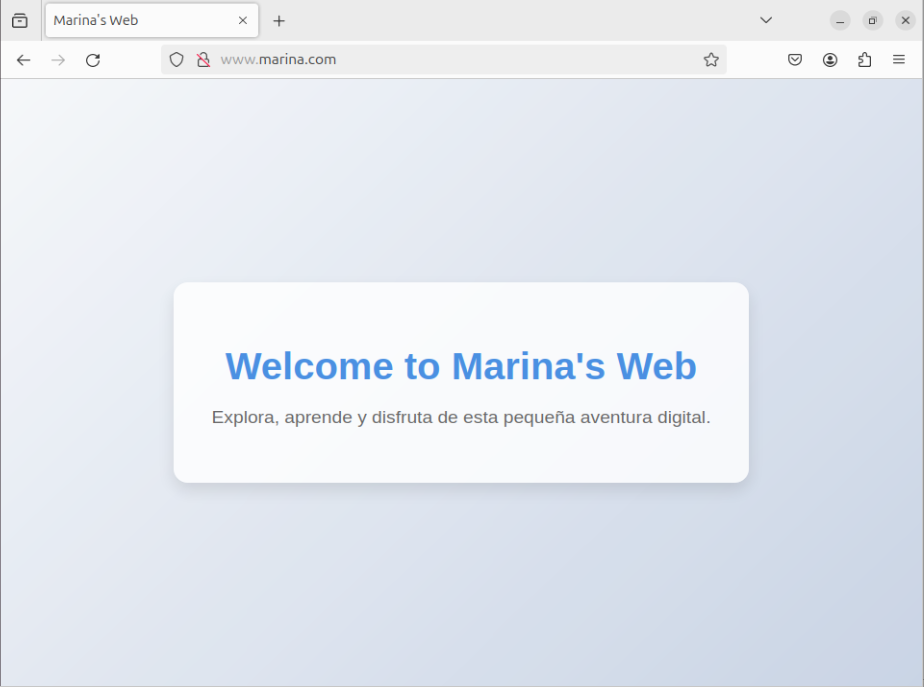 Marina's Web
www.marina.com
Welcome to Marina's Web
Explora, aprende y disfruta de esta pequeña aventura digital.